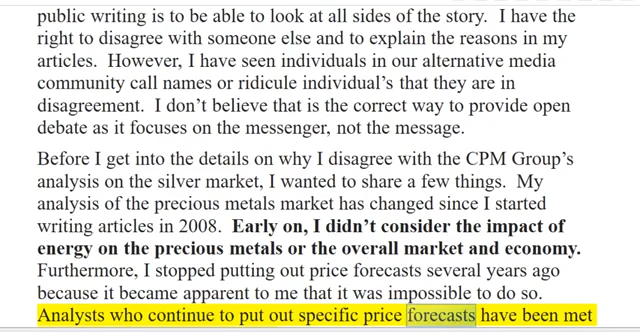 public writing is to be able to look at all sides of the story.  I have the
right to disagree with someone else and to explain the reasons in my
articles.  However, I have seen individuals in our alternative media
community call names or ridicule individual’s that they are in
disagreement.  I don’t believe that is the correct way to provide open
debate as it focuses on the messenger, not the message.
Before I get into the details on why I disagree with the CPM Group’s
analysis on the silver market, I wanted to share a few things.  My
analysis of the precious metals market has changed since I started
writing articles in 2008.  Early on, I didn’t consider the impact of
energy on the precious metals or the overall market and economy.
Furthermore, I stopped putting out price forecasts several years ago
because it became apparent to me that it was impossible to do so.
Analysts who continue to put out specific price forecasts have been met